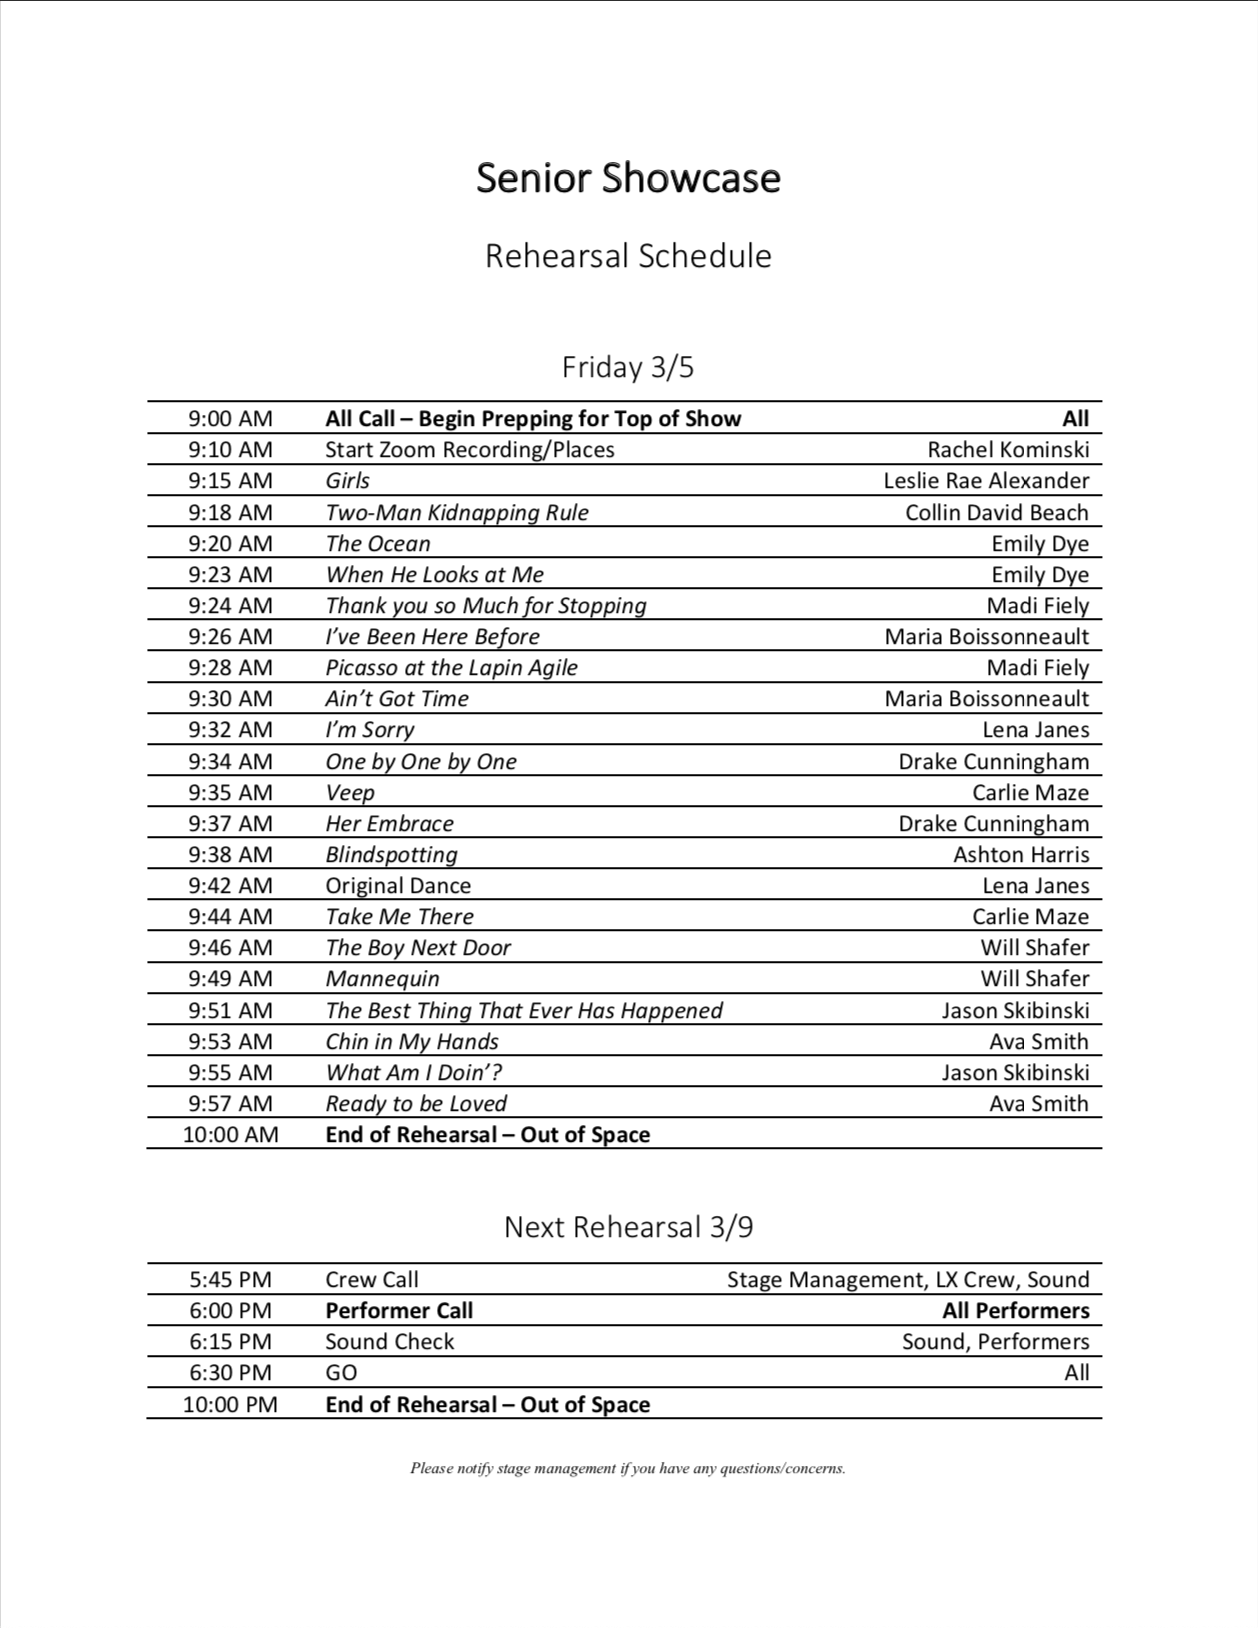 Senior Showcase
Rehearsal Schedule
Friday 3/5
9:00 AM All Call – Begin Prepping for Top of Show All
9:10 AM Start Zoom Recording/Places Rachel Kominski
9:15 AM Girls Leslie Rae Alexander
9:18 AM Two-Man Kidnapping Rule Collin David Beach
9:20 AM The Ocean Emily Dye
9:23 AM When He Looks at Me Emily Dye
9:24 AM Thank you so Much for Stopping Madi Fiely
9:26 AM I’ve Been Here Before Maria Boissonneault
9:28 AM Picasso at the Lapin Agile Madi Fiely
9:30 AM Ain’t Got Time Maria Boissonneault
9:32 AM I’m Sorry Lena Janes
9:34 AM One by One by One Drake Cunningham
9:35 AM Veep Carlie Maze
9:37 AM Her Embrace Drake Cunningham
9:38 AM Blindspotting Ashton Harris
9:42 AM Original Dance Lena Janes
9:44 AM Take Me There Carlie Maze
9:46 AM The Boy Next Door Will Shafer
9:49 AM Mannequin Will Shafer
9:51 AM The Best Thing That Ever Has Happened Jason Skibinski
9:53 AM Chin in My Hands Ava Smith
9:55 AM What Am I Doin’? Jason Skibinski
9:57 AM Ready to be Loved Ava Smith
10:00 AM End of Rehearsal – Out of Space
Next Rehearsal 3/9
5:45 PM Crew Call Stage Management, LX Crew, Sound
6:00 PM Performer Call All Performers
6:15 PM Sound Check Sound, Performers
6:30 PM GO All
10:00 PM End of Rehearsal – Out of Space
Please notify stage management if you have any questions/concerns.